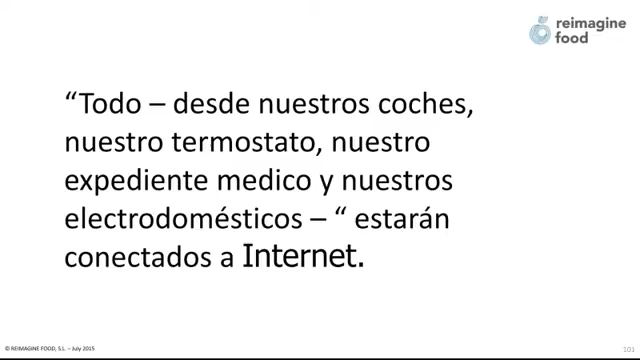 reimagine
food
“Todo – desde nuestros coches,
nuestro termostato, nuestro
expediente medico y nuestros
electrodomésticos – “ estarán
conectados a Internet.
© REIMAGINE FOOD, S.L. – July 2015
101